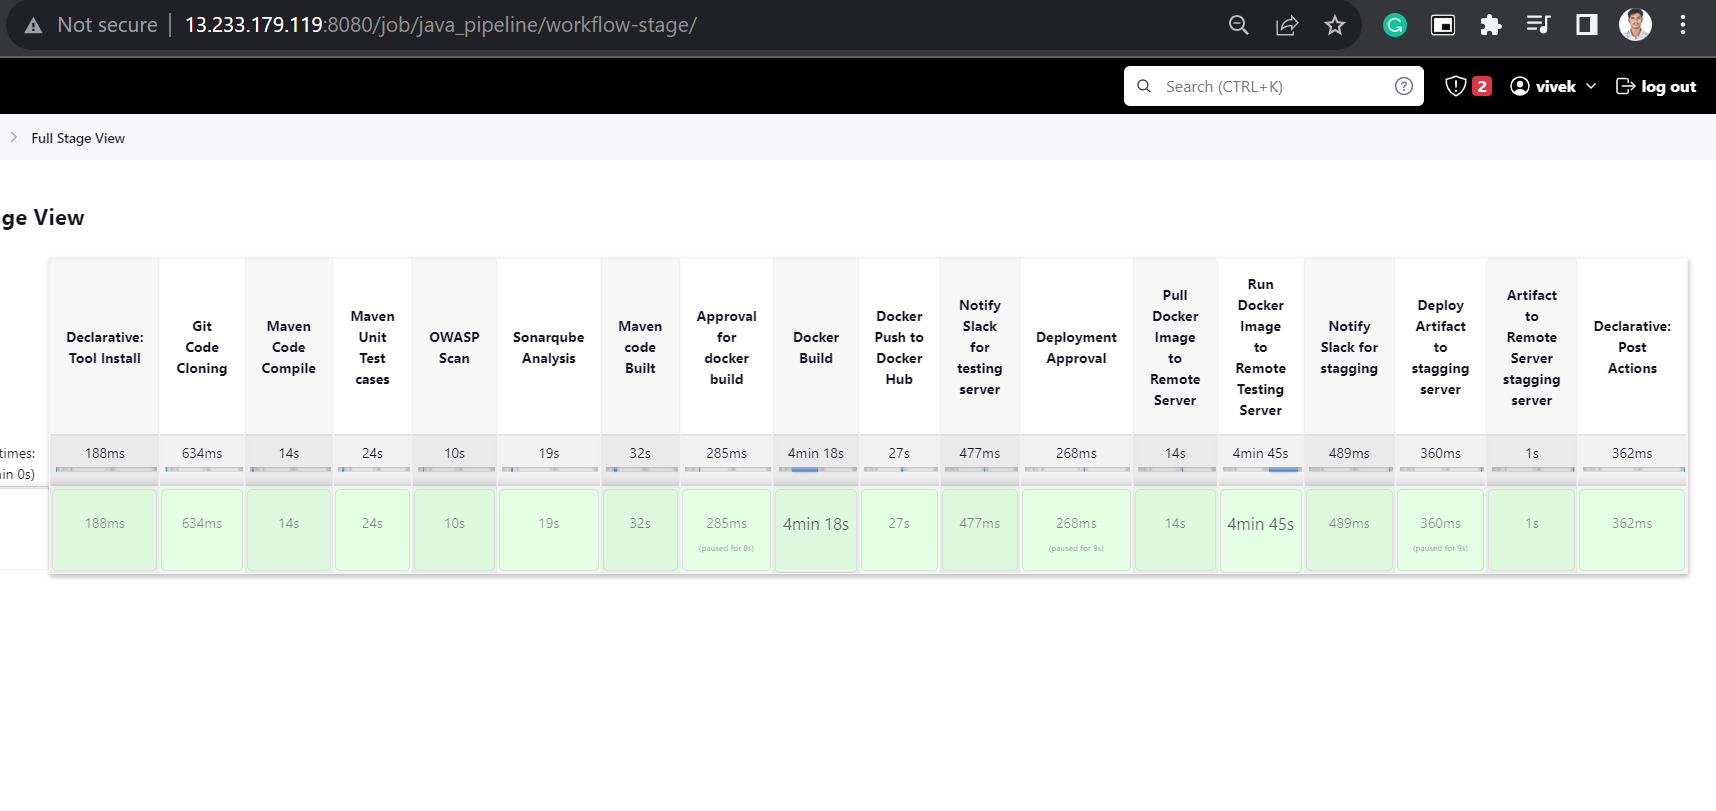 Not secure | 13.233.179.119:8080/job/java_pipeline/workflow-stage/
Search (CTRL+K)
2
vivek
log out
Full Stage View
ge View
Declarative:
Tool Install
Git
Code
Cloning
Maven
Code
Compile
Maven
Unit
Test
cases
OWASP
Scan
Sonarqube
Analysis
Maven
code
Built
Approval
for
docker
build
Docker
Build
Docker
Push to
Docker
Hub
Notify
Slack
for
testing
server
Deployment
Approval
Pull
Docker
Image
to
Remote
Server
Run
Docker
Image
to
Remote
Testing
Server
Notify
Slack for
stagging
Deploy
Artifact
to
stagging
server
Artifact
to
Remote
Server
stagging
server
Declarative:
Post
Actions
times:
in 0s)
188ms
634ms
14s
24s
10s
19s
32s
285ms
4min 18s
27s
477ms
268ms
14s
4min 45s
489ms
360ms
1s
362ms
188ms
634ms
14s
24s
10s
19s
32s
285ms
(paused for 8s)
4min 18s
27s
477ms
268ms
(paused for 9s)
14s
4min 45s
489ms
360ms
(paused for 9s)
1s
362ms